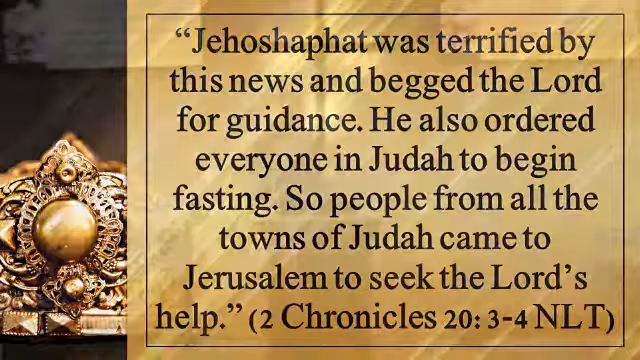 “Jehoshaphat was terrified by
this news and begged the Lord
for guidance. He also ordered
everyone in Judah to begin
fasting. So people from all the
towns of Judah came to
Jerusalem to seek the Lord’s
help.” (2 Chronicles 20: 3-4 NLT)